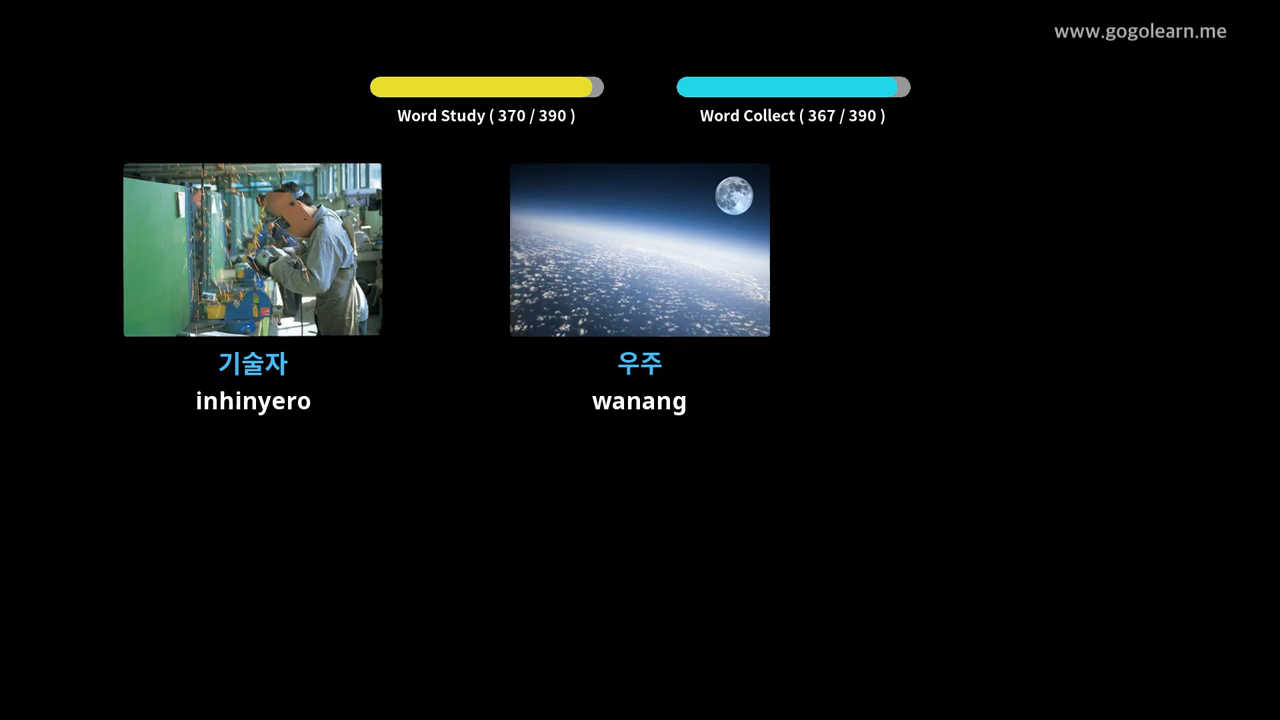 www.gogolearn.me
Word Study ( 370 / 390 )
Word Collect ( 367 / 390 )
기술자
inhinyero
우주
wanang